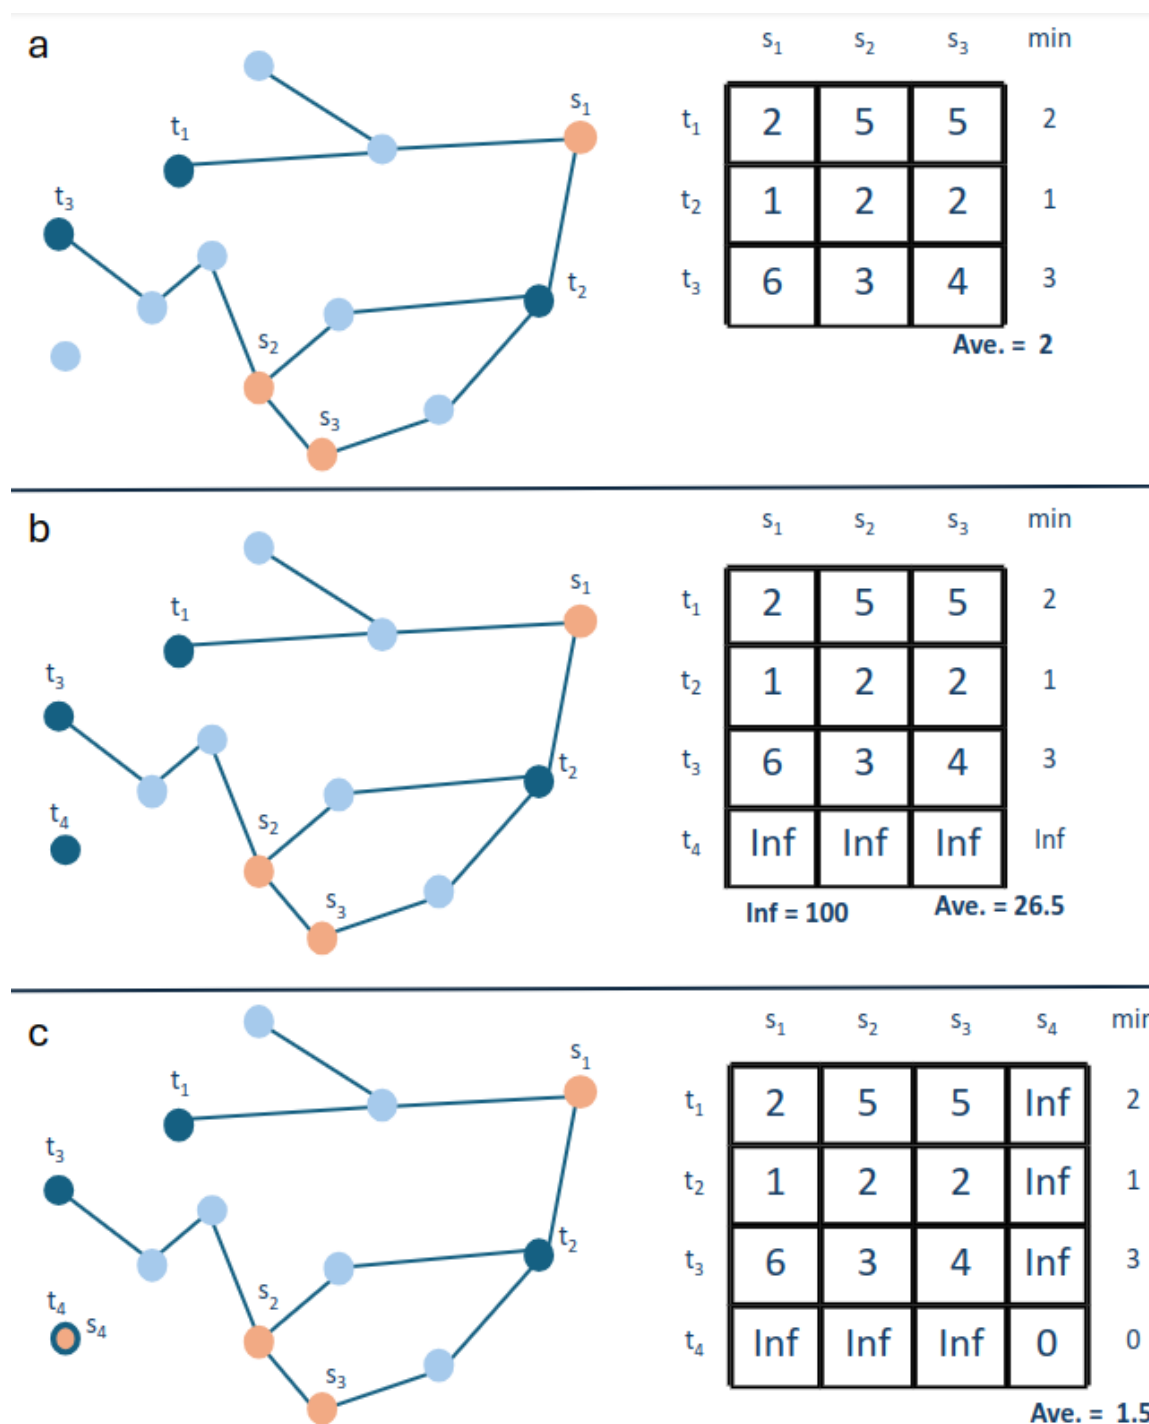 a
s₁ s₂ s₃ min
s₁
t₁
t₁ 2 5 5 2
t₃
t₂ 1 2 2 1
t₂
t₃ 6 3 4 3
s₂
Ave. = 2
s₃
b
s₁ s₂ s₃ min
s₁
t₁
t₁ 2 5 5 2
t₃
t₂ 1 2 2 1
t₂
t₃ 6 3 4 3
t₄
s₂
t₄ Inf Inf Inf Inf
s₃
Inf = 100 Ave. = 26.5
c
s₁ s₂ s₃ s₄ min
s₁
t₁
t₁ 2 5 5 Inf 2
t₃
t₂ 1 2 2 Inf 1
t₂
t₃ 6 3 4 Inf 3
s₂
t₄
s₄
t₄ Inf Inf Inf 0 0
s₃
Ave. = 1.5